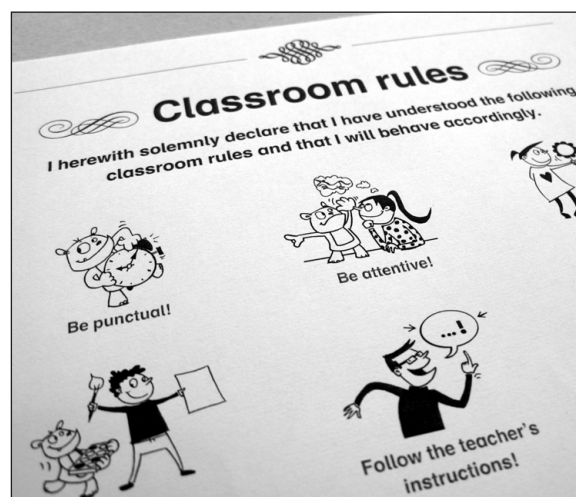 Classroom rules
I herewith solemnly declare that I have understood the following
classroom rules and that I will behave accordingly.
Be punctual!
Be attentive!
...!
Follow the teacher's
instructions!